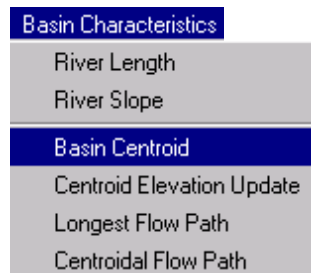 Basin Characteristics
River Length
River Slope
Basin Centroid
Centroid Elevation Update
Longest Flow Path
Centroidal Flow Path